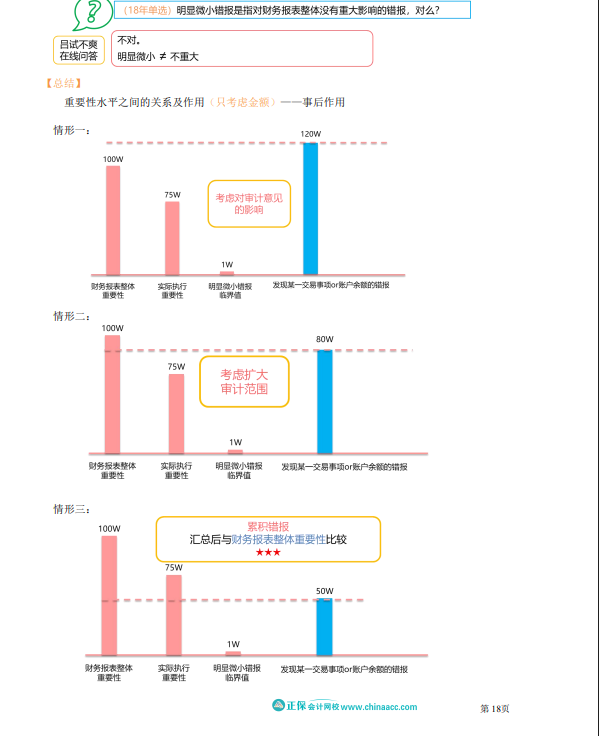 （18年单选）明显微小错报是指对财务报表整体没有重大影响的错报，对么？
吕试不爽
在线问答
不对。
明显微小 ≠ 不重大
【总结】
重要性水平之间的关系及作用（只考虑金额）——事后作用
情形一：
120W
100W
75W
1W
考虑对审计意见
的影响
财务报表整体
重要性
实际执行
重要性
明显微小错报
临界值
发现某一交易事项or账户余额的错报
情形二：
100W
80W
75W
1W
考虑扩大
审计范围
财务报表整体
重要性
实际执行
重要性
明显微小错报
临界值
发现某一交易事项or账户余额的错报
情形三：
累积错报
汇总后与财务报表整体重要性比较
★★★
100W
75W
50W
1W
财务报表整体
重要性
实际执行
重要性
明显微小错报
临界值
发现某一交易事项or账户余额的错报
正保会计网校 www.chinaacc.com
第 18页